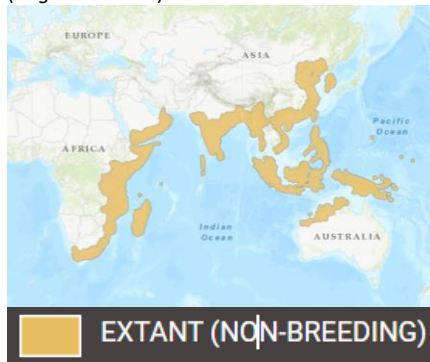 EUROPE
ASIA
Pacific
Ocean
AFRICA
Indian
Ocean
AUSTRALIA
EXTANT (NON-BREEDING)